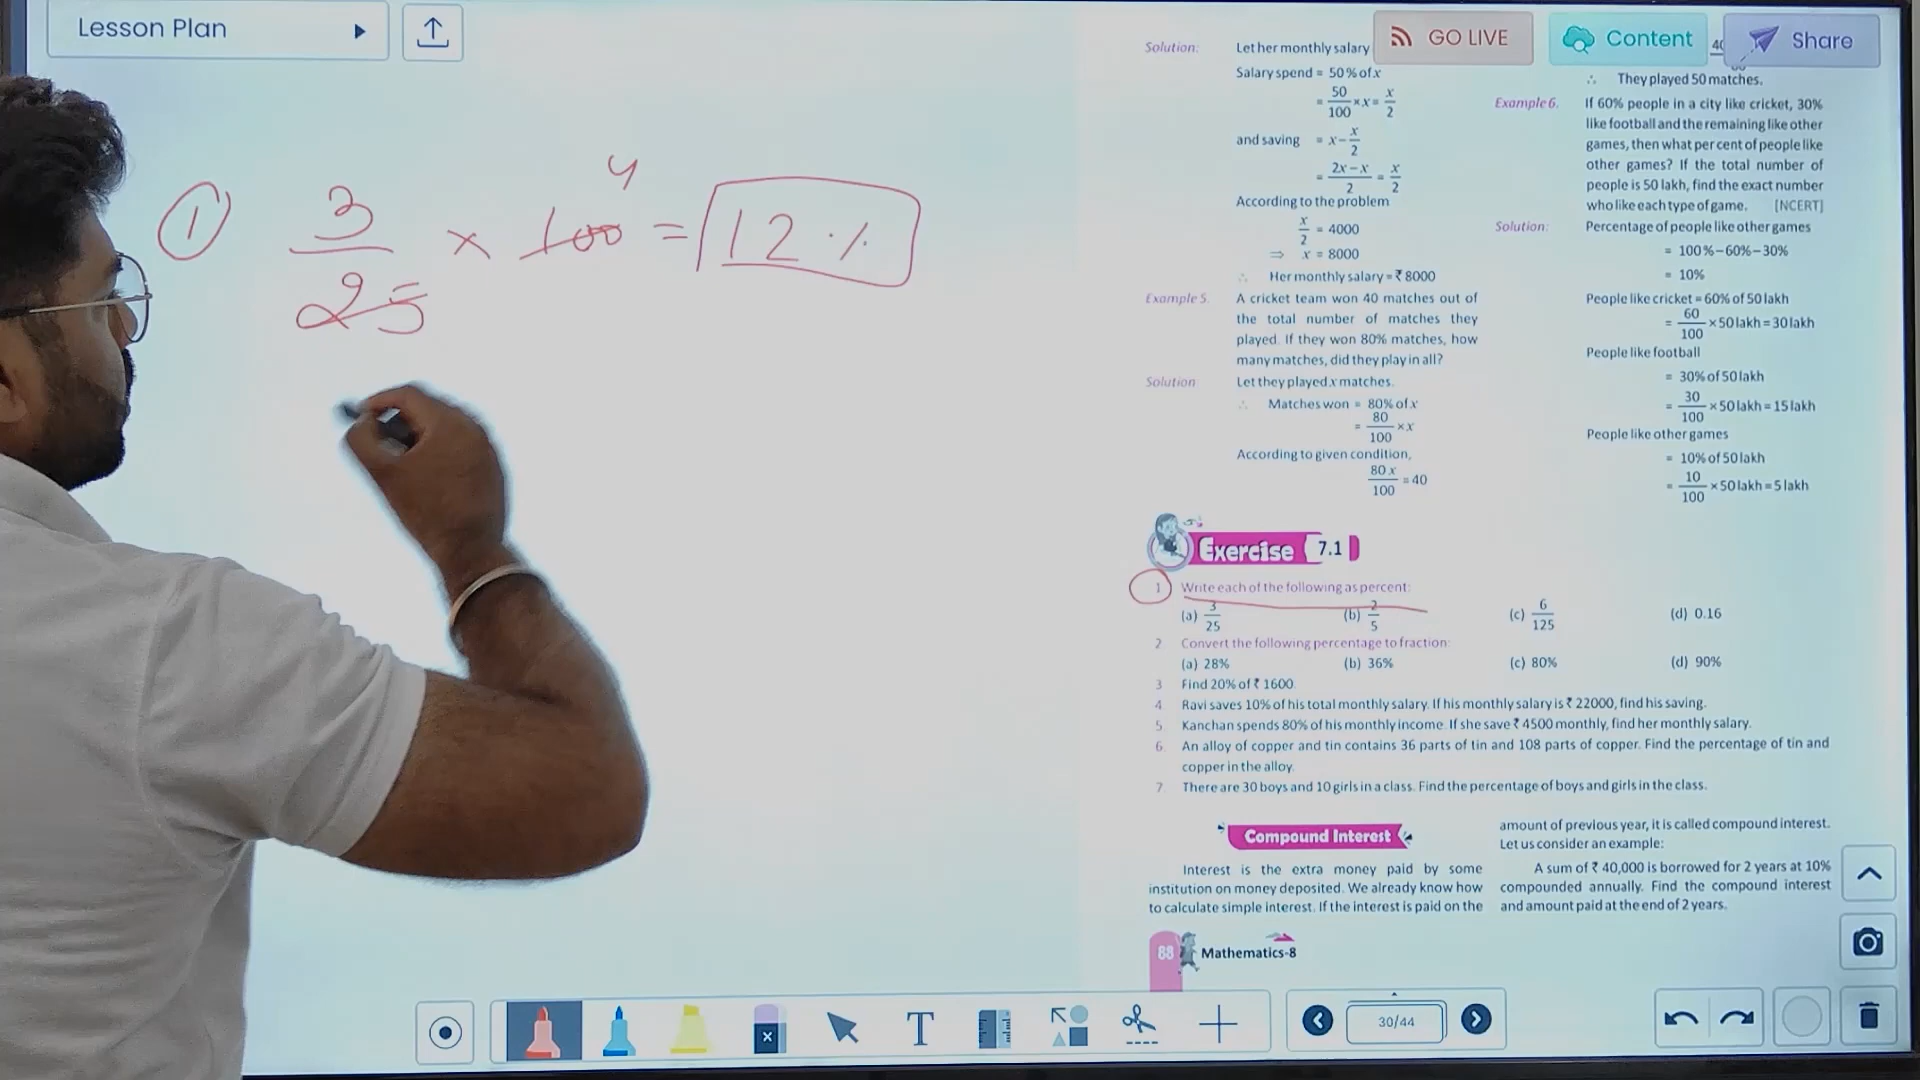 Lesson Plan
GO LIVE
Content
Share
① 3/25 × 100 4 = 12 %
Solution: Let her monthly salary
Salary spend = 50% of x
= 50/100 × x = x/2
and saving = x - x/2
= 2x - x/2 = x/2
According to the problem
x/2 = 4000
⇒ x = 8000
∴ Her monthly salary = ₹ 8000
Example 5. A cricket team won 40 matches out of
the total number of matches they
played. If they won 80% matches, how
many matches, did they play in all?
Solution Let they played x matches.
∴ Matches won = 80% of x
= 80/100 × x
According to given condition,
80 x/100 = 40
∴ They played 50 matches.
Example 6. If 60% people in a city like cricket, 30%
like football and the remaining like other
games, then what per cent of people like
other games? If the total number of
people is 50 lakh, find the exact number
who like each type of game. [NCERT]
Solution: Percentage of people like other games
= 100% – 60% – 30%
= 10%
People like cricket = 60% of 50 lakh
= 60/100 × 50 lakh = 30 lakh
People like football
= 30% of 50 lakh
= 30/100 × 50 lakh = 15 lakh
People like other games
= 10% of 50 lakh
= 10/100 × 50 lakh = 5 lakh
Exercise 7.1
1 Write each of the following as percent:
(a) 3/25 (b) 2/5 (c) 6/125 (d) 0.16
2 Convert the following percentage to fraction:
(a) 28% (b) 36% (c) 80% (d) 90%
3 Find 20% of ₹ 1600.
4 Ravi saves 10% of his total monthly salary. If his monthly salary is ₹ 22000, find his saving.
5. Kanchan spends 80% of his monthly income. If she save ₹ 4500 monthly, find her monthly salary.
6 An alloy of copper and tin contains 36 parts of tin and 108 parts of copper. Find the percentage of tin and
copper in the alloy.
7 There are 30 boys and 10 girls in a class. Find the percentage of boys and girls in the class.
Compound Interest
Interest is the extra money paid by some
institution on money deposited. We already know how
to calculate simple interest. If the interest is paid on the
amount of previous year, it is called compound interest.
Let us consider an example:
A sum of ₹ 40,000 is borrowed for 2 years at 10%
compounded annually. Find the compound interest
and amount paid at the end of 2 years.
88 Mathematics-8
T
30/44